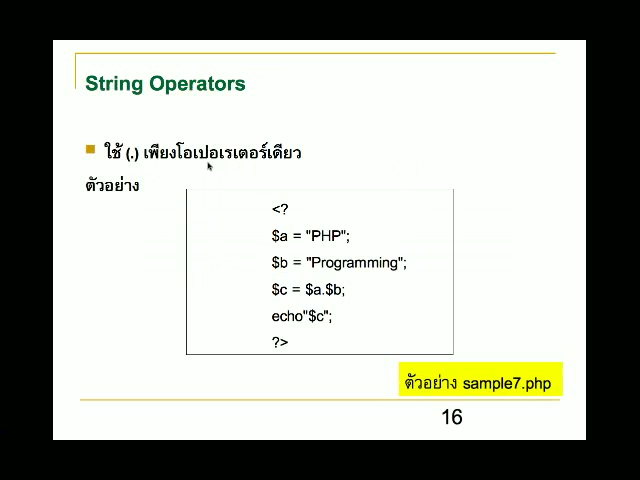 String Operators
ใช้ (.) เพียงโอเปอเรเตอร์เดียว
ตัวอย่าง
<?
$a = "PHP";
$b = "Programming";
$c = $a.$b;
echo"$c";
?>
ตัวอย่าง sample7.php
16